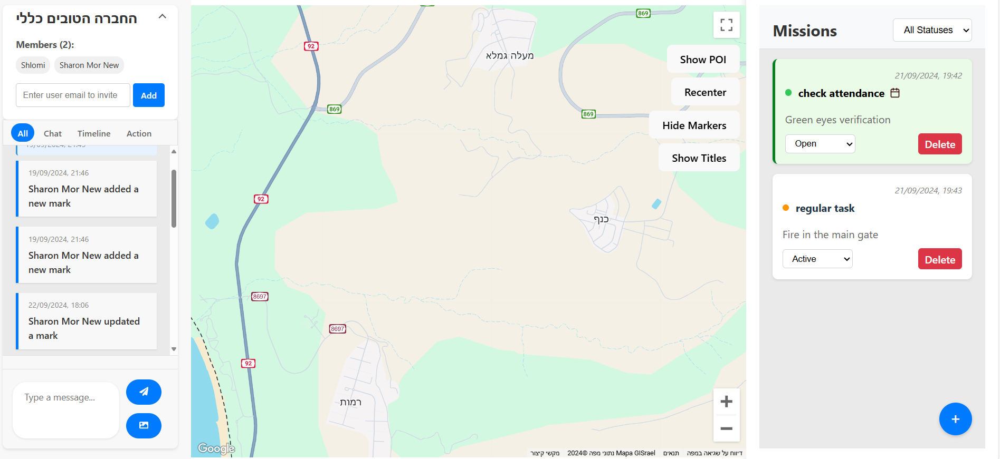 החברה הטובים כללי
Members (2):
Shlomi
Sharon Mor New
Enter user email to invite
Add
All
Chat
Timeline
Action
19/09/2024, 21:46
Sharon Mor New added a
new mark
19/09/2024, 21:46
Sharon Mor New added a
new mark
22/09/2024, 18:06
Sharon Mor New updated
a mark
Type a message...
92
869
869
869
92
8697
8697
92
מעלה גמלא
כנף
רמות
Show POI
Recenter
Hide Markers
Show Titles
Google
מקשי קיצור
נתוני מפה ©2024 Mapa GISrael
תנאים
דיווח על שגיאה במפה
Missions
All Statuses
21/09/2024, 19:42
check attendance
Green eyes verification
Open
Delete
21/09/2024, 19:43
regular task
Fire in the main gate
Active
Delete
+